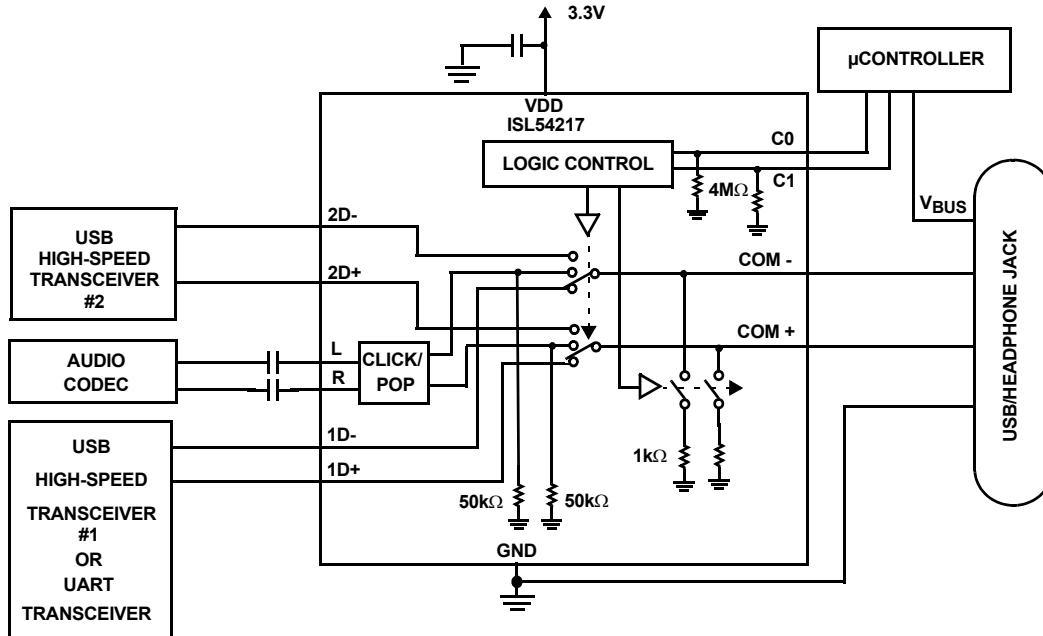 3.3V
µCONTROLLER
VDD
ISL54217
LOGIC CONTROL
C0
C1
4MΩ
VBUS
2D-
2D+
USB
HIGH-SPEED
TRANSCEIVER
#2
COM -
COM +
USB/HEADPHONE JACK
AUDIO
CODEC
L
R
CLICK/
POP
1D-
1D+
USB
HIGH-SPEED
TRANSCEIVER
#1
OR
UART
TRANSCEIVER
50kΩ
50kΩ
1kΩ
GND